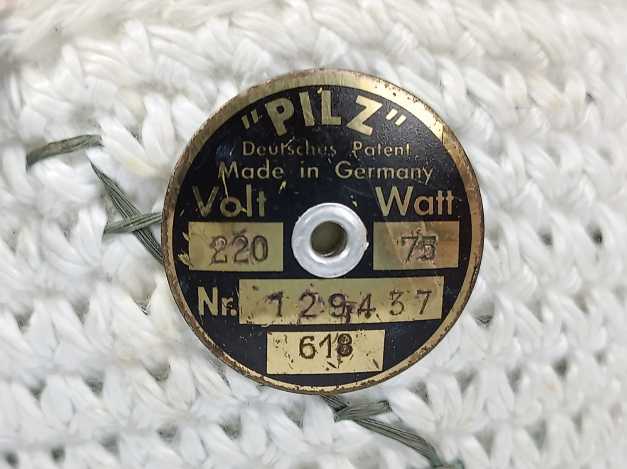 "PILZ"
Deutsches Patent
Made in Germany
Volt Watt
220 75
Nr. 129437
618